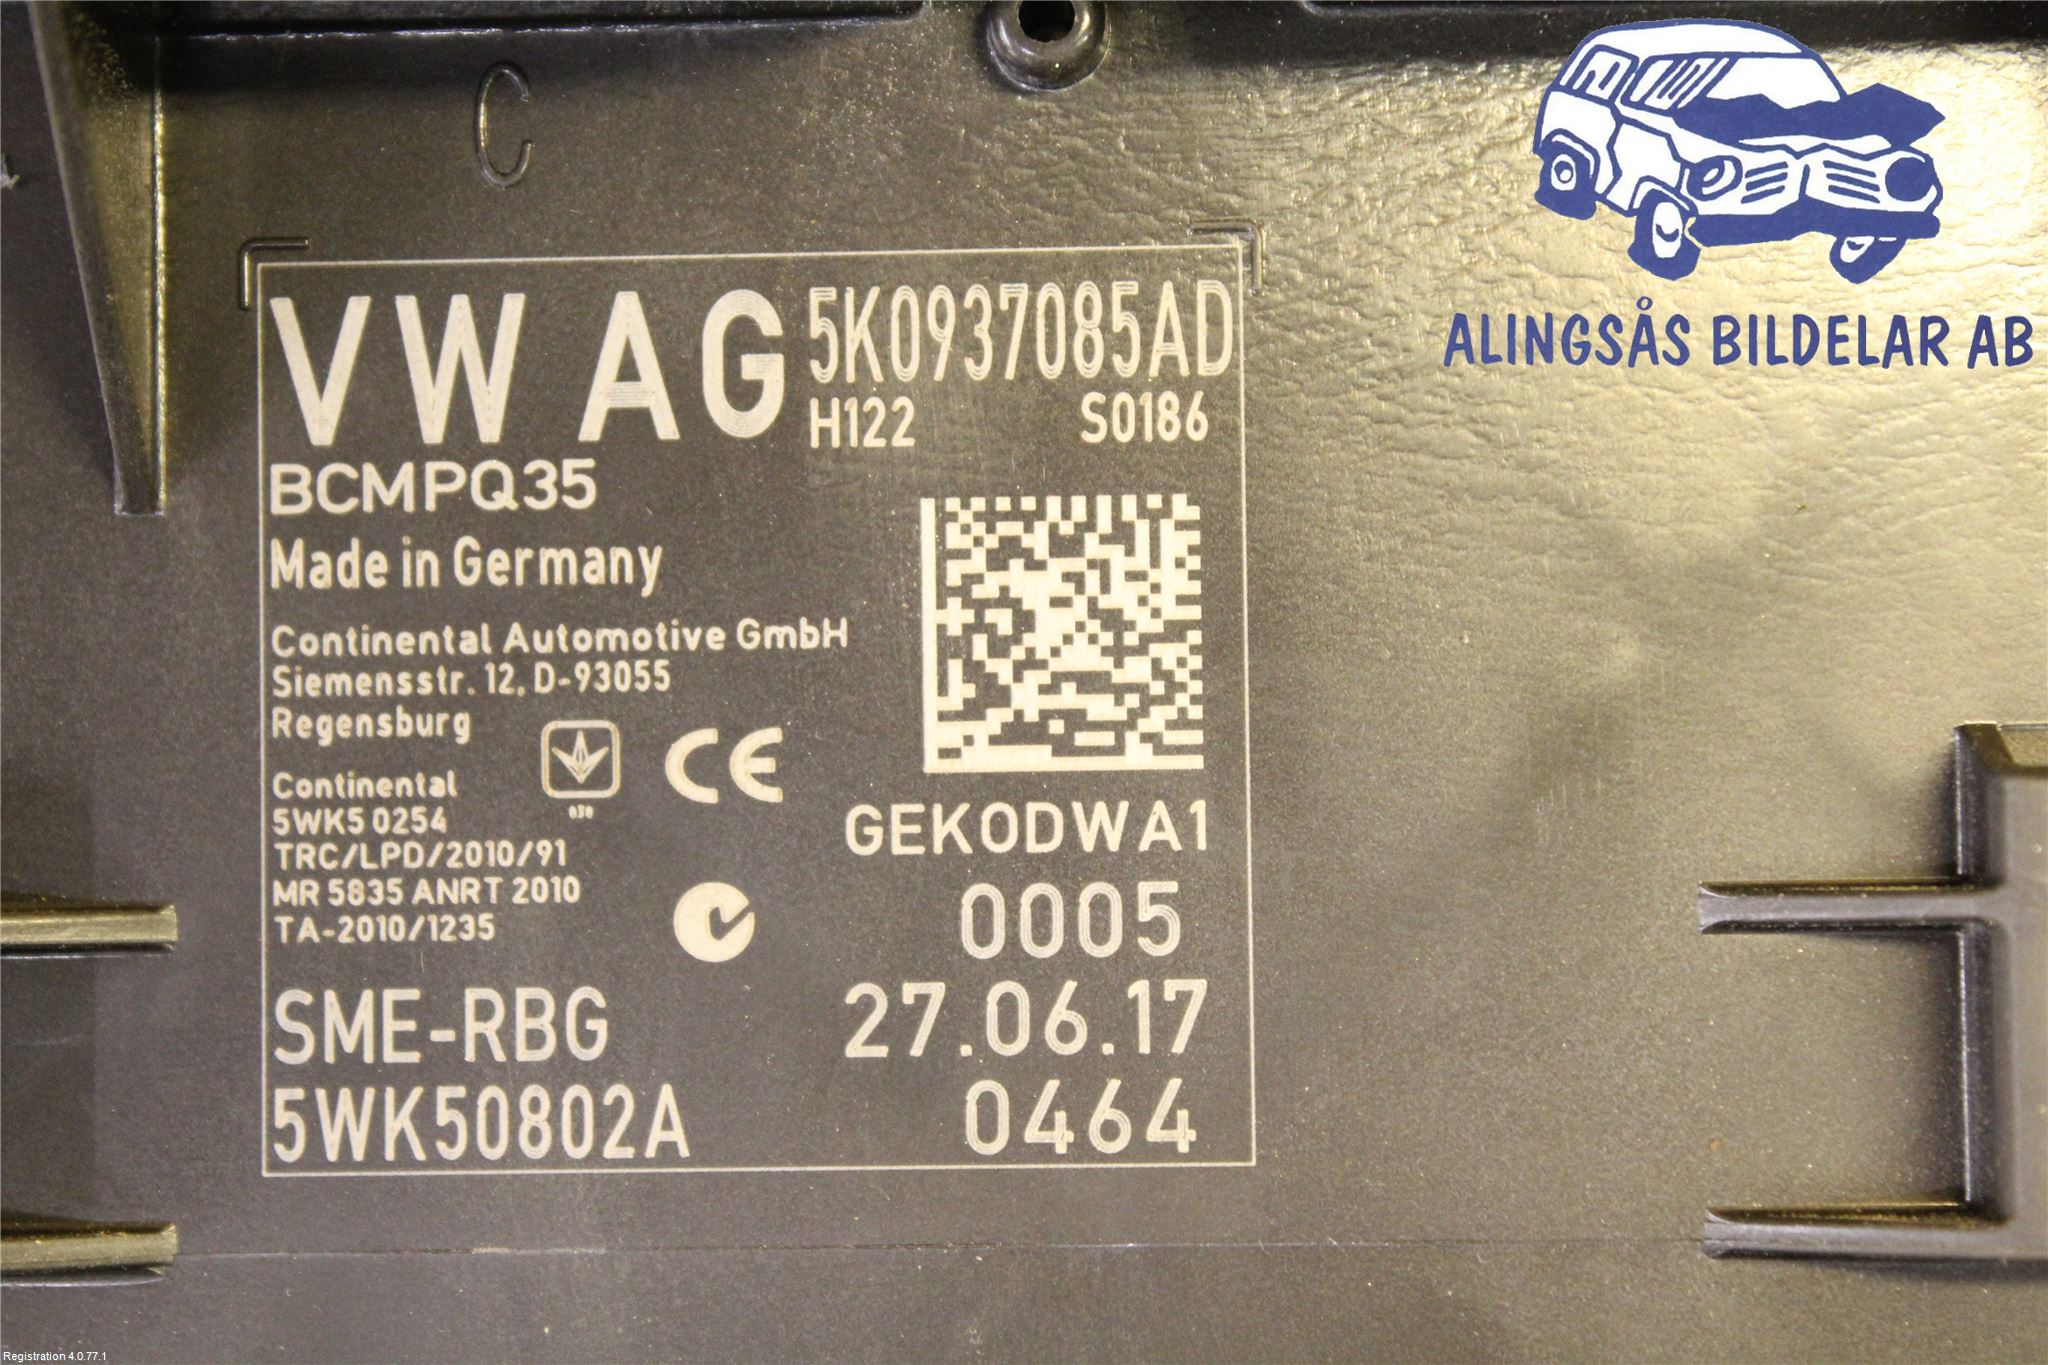 C
ALINGSÅS BILDELAR AB
VW AG 5K0937085AD
H122 S0186
BCMPQ35
Made in Germany
Continental Automotive GmbH
Siemensstr. 12, D-93055
Regensburg
030
CE
Continental
5WK5 0254
TRC/LPD/2010/91
MR 5835 ANRT 2010
TA-2010/1235
GEK0DWA1
0005
SME-RBG 27.06.17
5WK50802A 0464
Registration 4.0.77.1